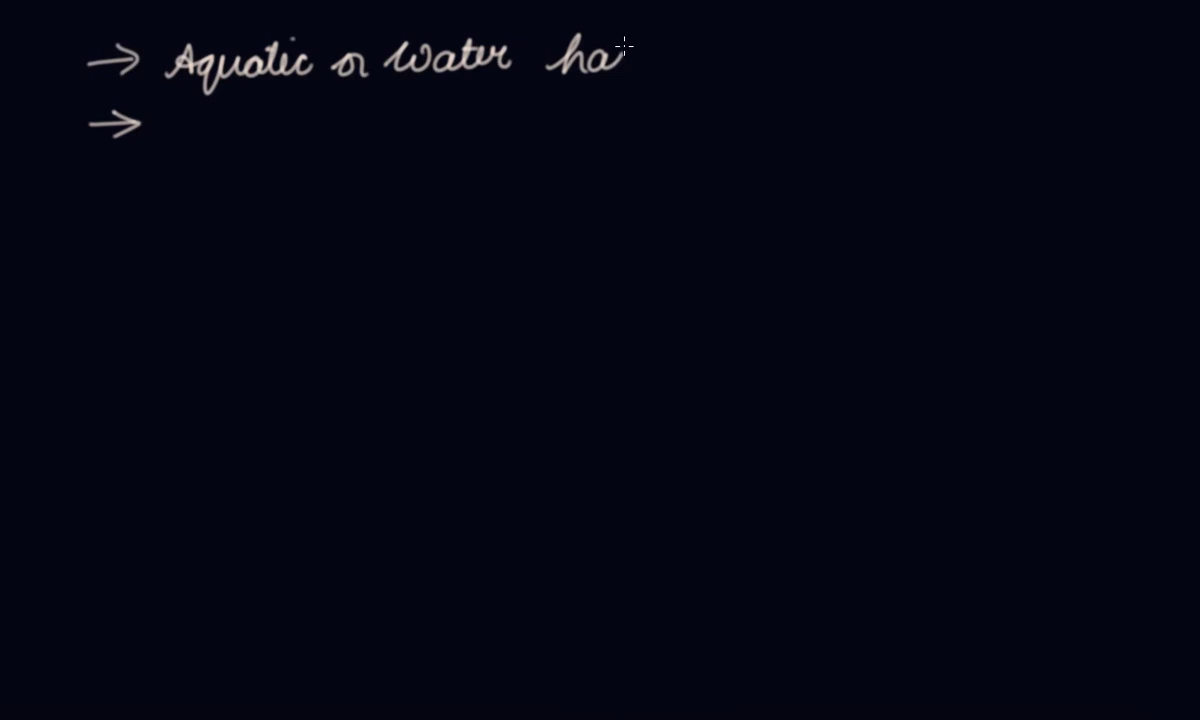 → Aquatic or Water ha
→